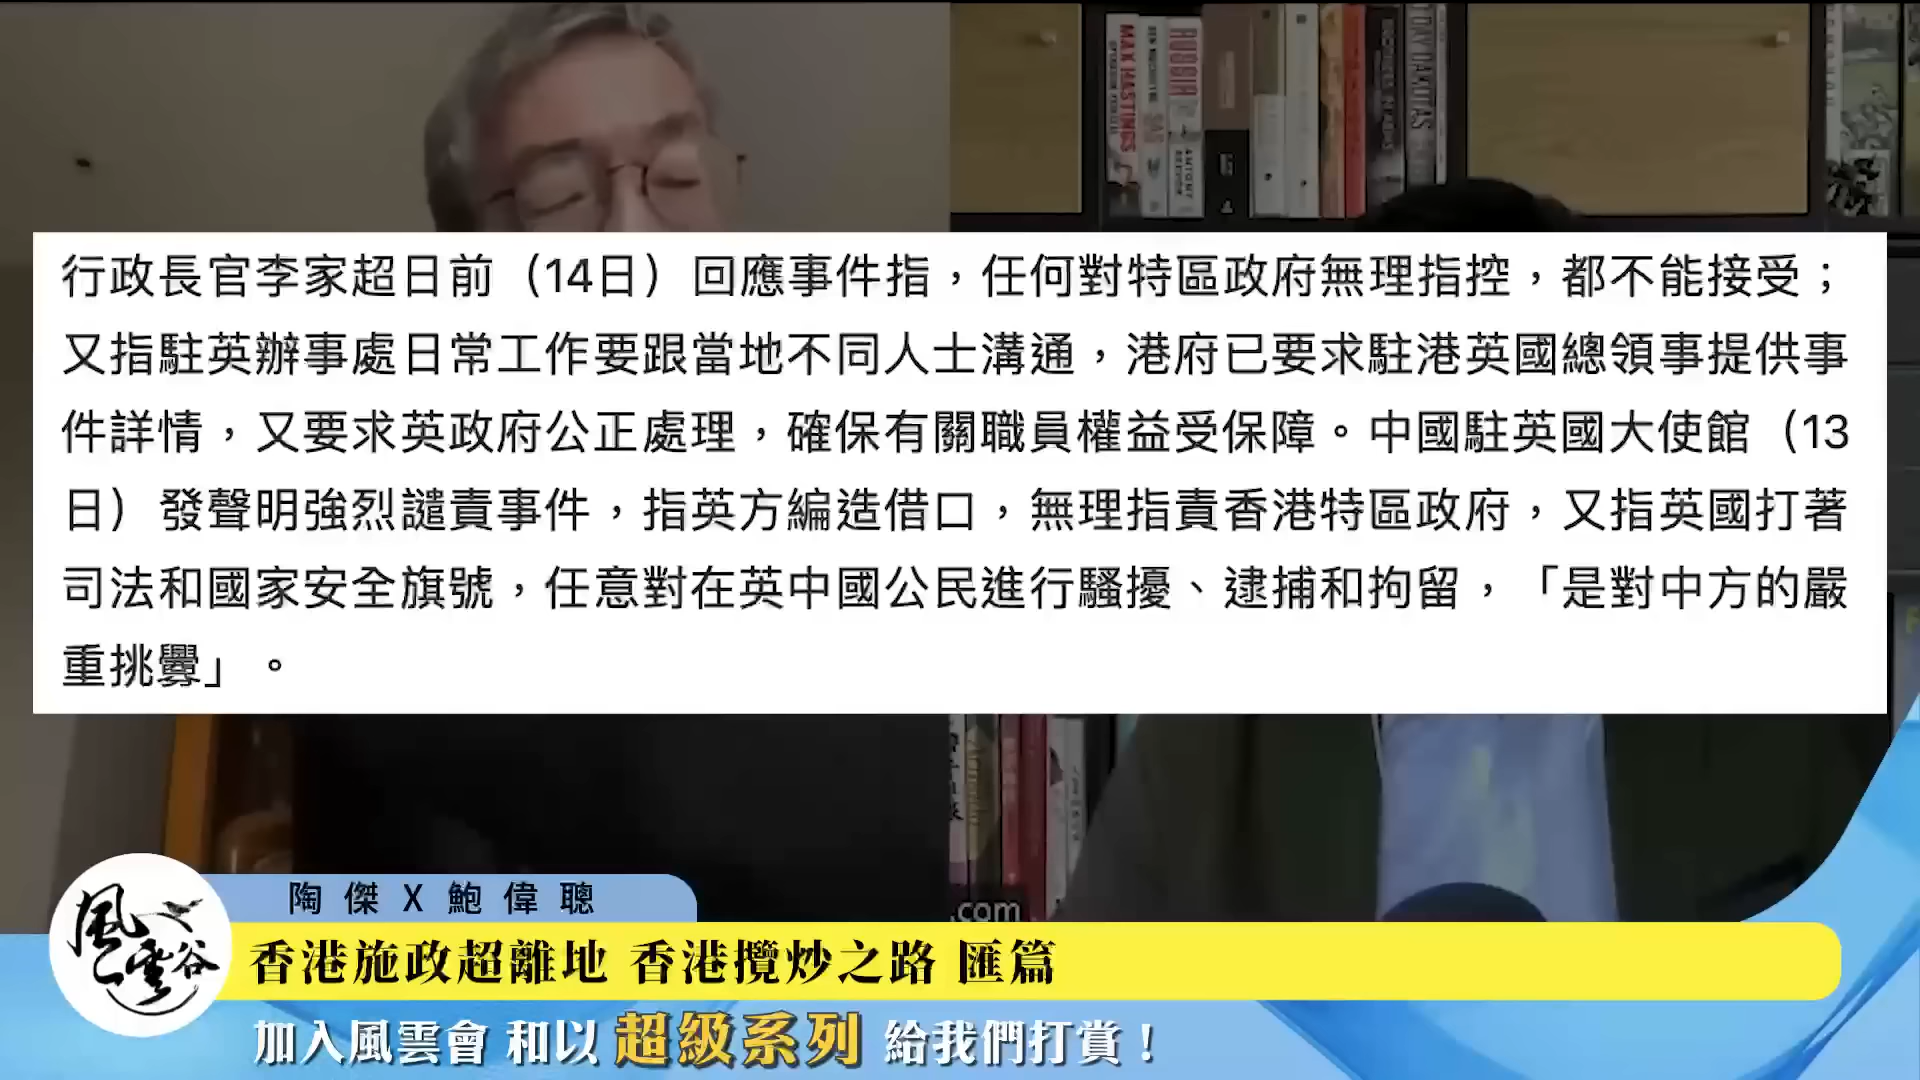 MAX HASTINGS
RUSSIA
ANTONY
行政長官李家超日前（14日）回應事件指，任何對特區政府無理指控，都不能接受；
又指駐英辦事處日常工作要跟當地不同人士溝通，港府已要求駐港英國總領事提供事
件詳情，又要求英政府公正處理，確保有關職員權益受保障。中國駐英國大使館（13
日）發聲明強烈譴責事件，指英方編造借口，無理指責香港特區政府，又指英國打著
司法和國家安全旗號，任意對在英中國公民進行騷擾、逮捕和拘留，「是對中方的嚴
重挑釁」。
.com
風雲谷
陶傑X鮑偉聰
香港施政超離地 香港攬炒之路 匯篇
加入風雲會 和以 超級系列 給我們打賞！